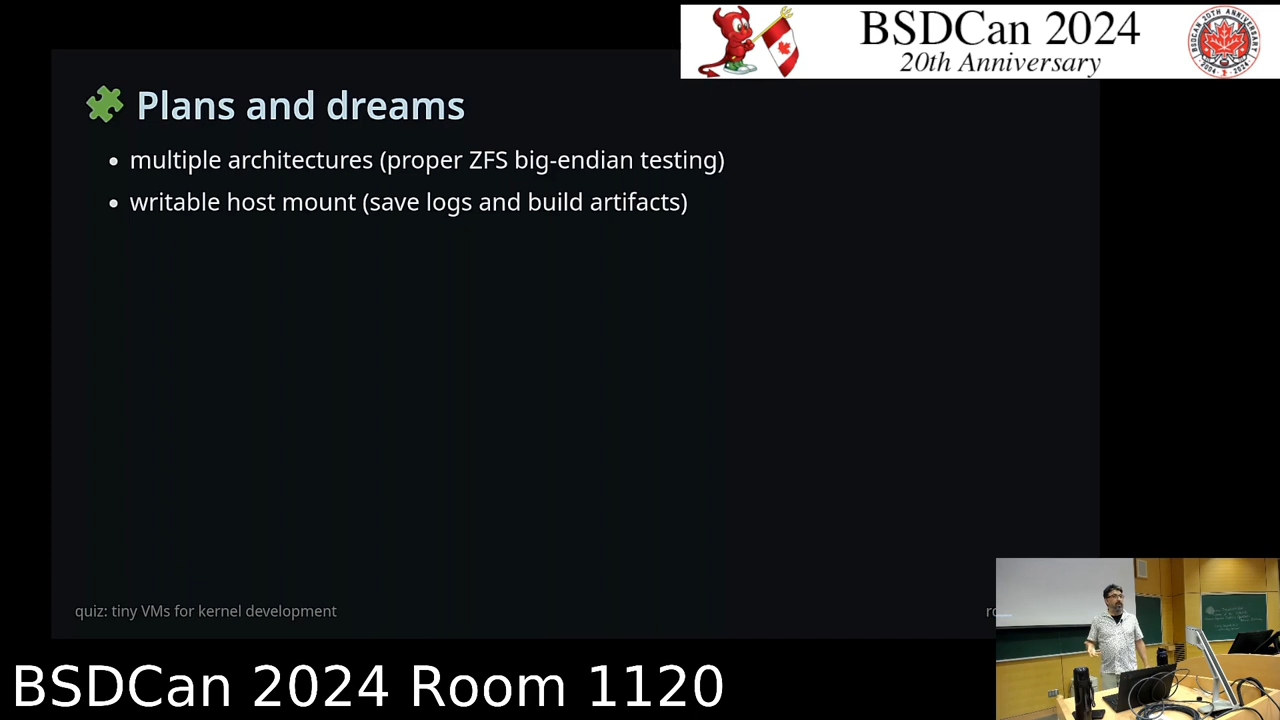 BSDCan 2024
20th Anniversary
Plans and dreams
multiple architectures (proper ZFS big-endian testing)
writable host mount (save logs and build artifacts)
quiz: tiny VMs for kernel development
BSDCan 2024 Room 1120